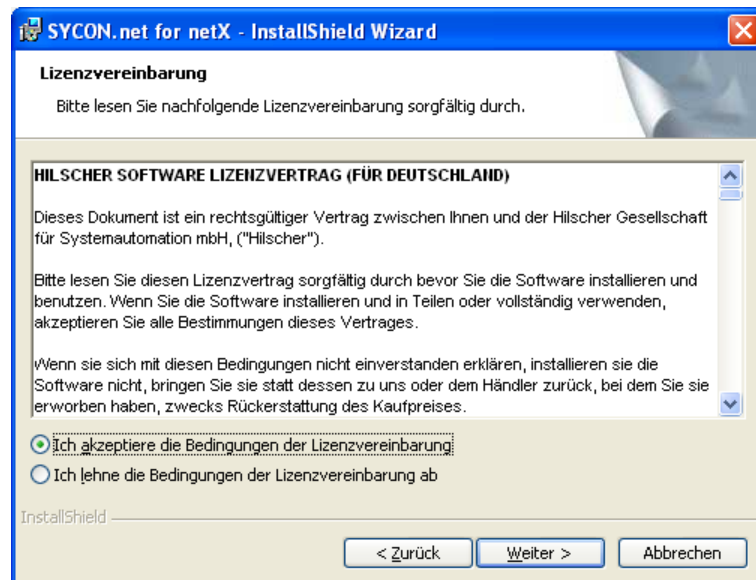 SYCON.net for netX - InstallShield Wizard
Lizenzvereinbarung
Bitte lesen Sie nachfolgende Lizenzvereinbarung sorgfältig durch.
HILSCHER SOFTWARE LIZENZVERTRAG (FÜR DEUTSCHLAND)
Dieses Dokument ist ein rechtsgültiger Vertrag zwischen Ihnen und der Hilscher Gesellschaft
für Systemautomation mbH, ("Hilscher").
Bitte lesen Sie diesen Lizenzvertrag sorgfältig durch bevor Sie die Software installieren und
benutzen. Wenn Sie die Software installieren und in Teilen oder vollständig verwenden,
akzeptieren Sie alle Bestimmungen dieses Vertrages.
Wenn sie sich mit diesen Bedingungen nicht einverstanden erklären, installieren sie die
Software nicht, bringen Sie sie statt dessen zu uns oder dem Händler zurück, bei dem Sie sie
erworben haben, zwecks Rückerstattung des Kaufpreises.
Ich akzeptiere die Bedingungen der Lizenzvereinbarung
Ich lehne die Bedingungen der Lizenzvereinbarung ab
InstallShield
< Zurück Weiter > Abbrechen